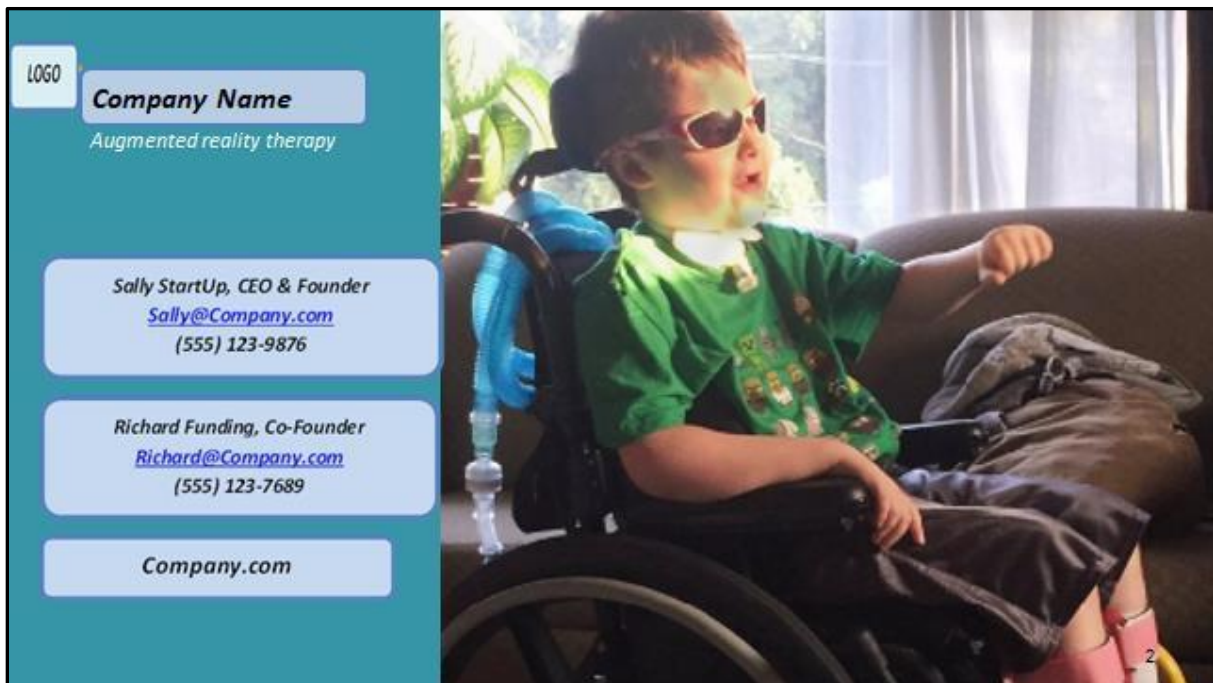 LOGO
Company Name
Augmented reality therapy
Sally StartUp, CEO & Founder
Sally@Company.com
(555) 123-9876
Richard Funding, Co-Founder
Richard@Company.com
(555) 123-7689
Company.com
2